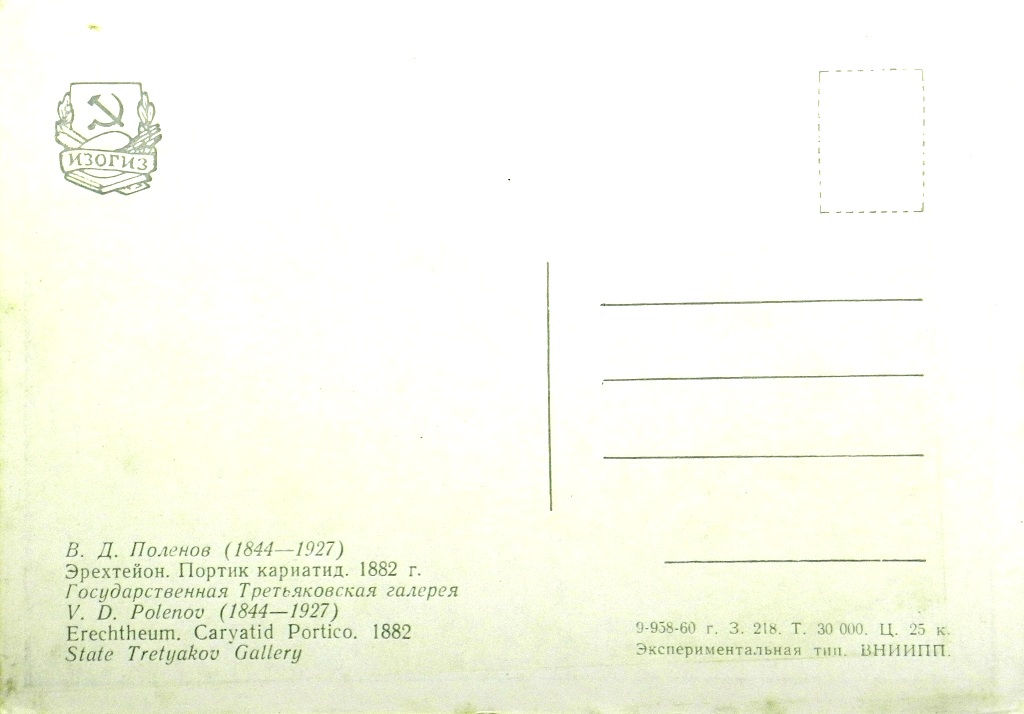 ИЗОГИЗ
В. Д. Поленов (1844—1927)
Эрехтейон. Портик кариатид. 1882 г.
Государственная Третьяковская галерея
V. D. Polenov (1844—1927)
Erechtheum. Caryatid Portico. 1882
State Tretyakov Gallery
9-958-60 г. З. 218. Т. 30 000. Ц. 25 к.
Экспериментальная тип. ВНИИПП.